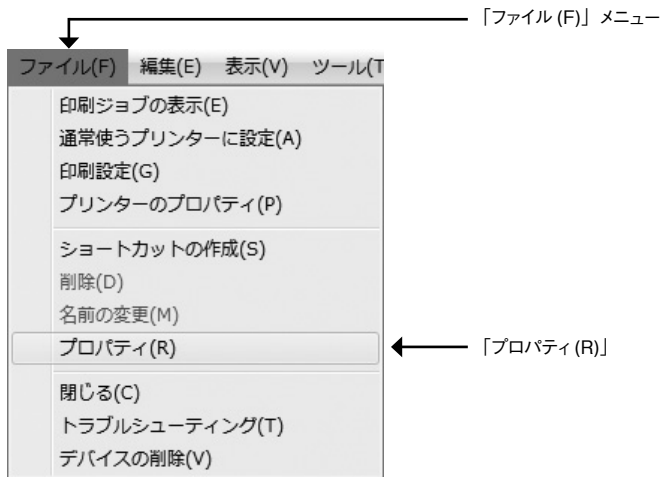 「ファイル (F)」メニュー
ファイル(F) 編集(E) 表示(V) ツール(T
印刷ジョブの表示(E)
通常使うプリンターに設定(A)
印刷設定(G)
プリンターのプロパティ(P)
ショートカットの作成(S)
削除(D)
名前の変更(M)
プロパティ(R)
「プロパティ (R)」
閉じる(C)
トラブルシューティング(T)
デバイスの削除(V)